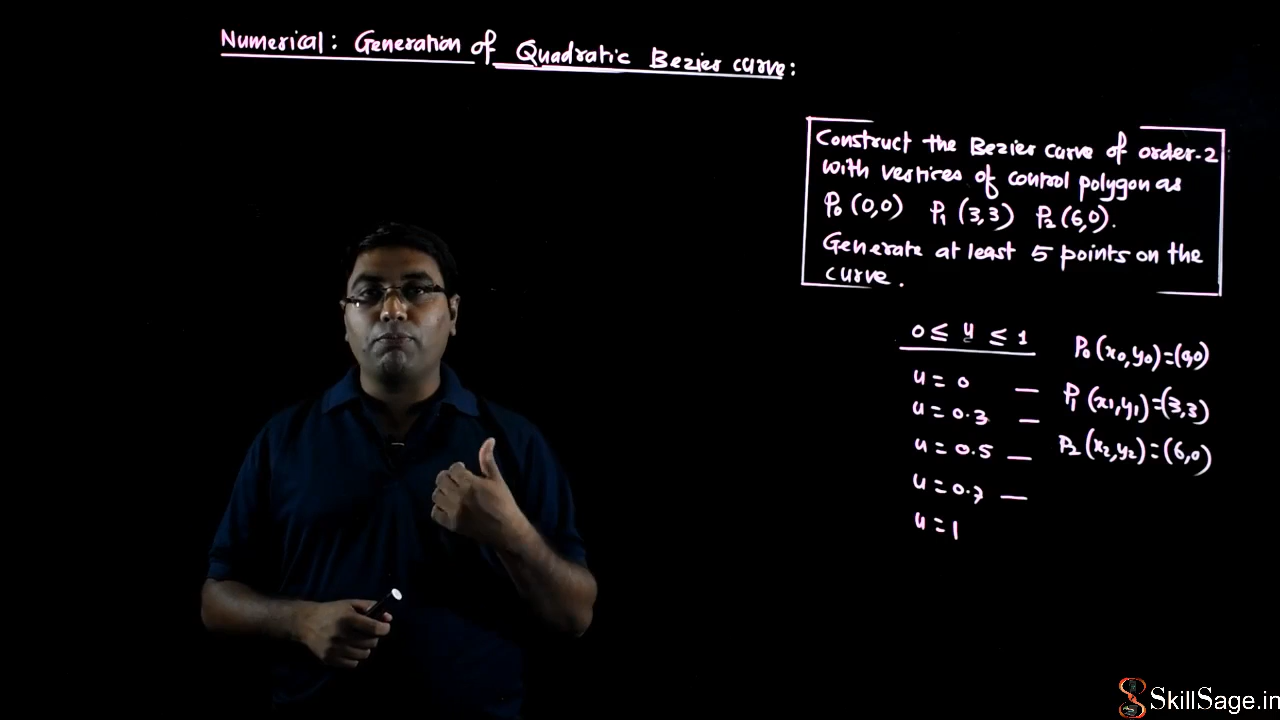 Numerical: Generation of Quadratic Bezier curve:
Construct the Bezier curve of order-2
with vertices of control polygon as
P₀ (0,0) P₁ (3,3) P₂ (6,0).
Generate at least 5 points on the
curve.
0 ≤ u ≤ 1
u = 0 —
u = 0.3 —
u = 0.5 —
u = 0.7 —
u = 1
P₀ (x₀,y₀)=(0,0)
P₁ (x₁,y₁)=(3,3)
P₂ (x₂,y₂)=(6,0)
SkillSage.in